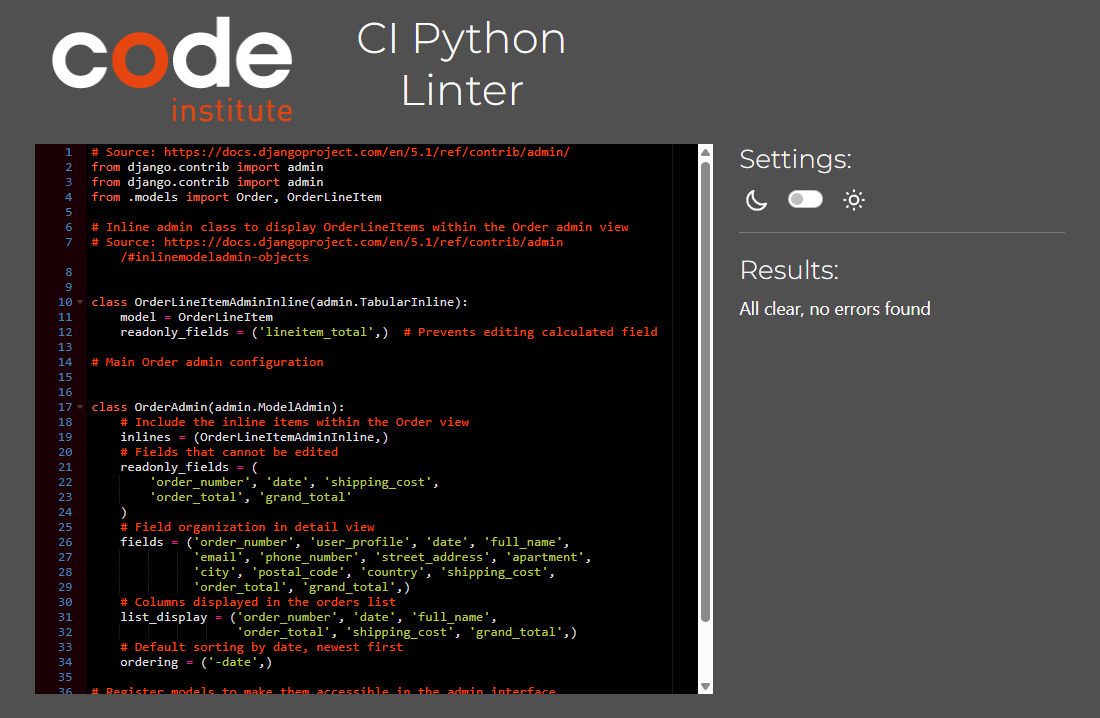 code
institute
CI Python
Linter
1 # Source: https://docs.djangoproject.com/en/5.1/ref/contrib/admin/
2 from django.contrib import admin
3 from django.contrib import admin
4 from .models import Order, OrderLineItem
5
6 # Inline admin class to display OrderLineItems within the Order admin view
7 # Source: https://docs.djangoproject.com/en/5.1/ref/contrib/admin
/#inlinemodeladmin-objects
8
9
10 class OrderLineItemAdminInline(admin.TabularInline):
11     model = OrderLineItem
12     readonly_fields = ('lineitem_total',)  # Prevents editing calculated field
13
14 # Main Order admin configuration
15
16
17 class OrderAdmin(admin.ModelAdmin):
18     # Include the inline items within the Order view
19     inlines = (OrderLineItemAdminInline,)
20     # Fields that cannot be edited
21     readonly_fields = (
22         'order_number', 'date', 'shipping_cost',
23         'order_total', 'grand_total'
24     )
25     # Field organization in detail view
26     fields = ('order_number', 'user_profile', 'date', 'full_name',
27               'email', 'phone_number', 'street_address', 'apartment',
28               'city', 'postal_code', 'country', 'shipping_cost',
29               'order_total', 'grand_total',)
30     # Columns displayed in the orders list
31     list_display = ('order_number', 'date', 'full_name',
32                     'order_total', 'shipping_cost', 'grand_total',)
33     # Default sorting by date, newest first
34     ordering = ('-date',)
35
36 # Register models to make them accessible in the admin interface
Settings:
Results:
All clear, no errors found